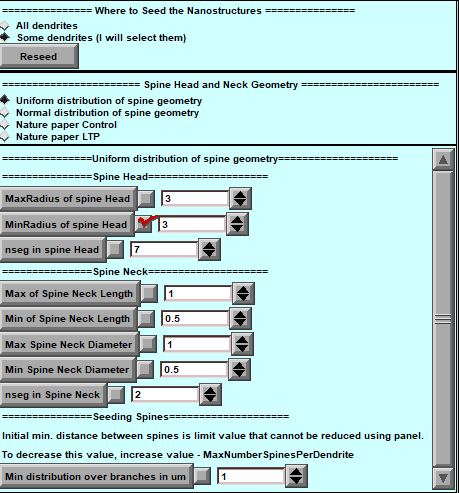 =============== Where to Seed the Nanostructures ===============
All dendrites
Some dendrites (I will select them)
Reseed
======================= Spine Head and Neck Geometry =======================
Uniform distribution of spine geometry
Normal distribution of spine geometry
Nature paper Control
Nature paper LTP
===============Uniform distribution of spine geometry====================
===============Spine Head====================
MaxRadius of spine Head 3
MinRadius of spine Head 3
nseg in spine Head 7
===============Spine Neck====================
Max of Spine Neck Length 1
Min of Spine Neck Length 0.5
Max Spine Neck Diameter 1
Min Spine Neck Diameter 0.5
nseg in Spine Neck 2
===============Seeding Spines====================
Initial min. distance between spines is limit value that cannot be reduced using panel.
To decrease this value, increase value - MaxNumberSpinesPerDendrite
Min distribution over branches in um 1